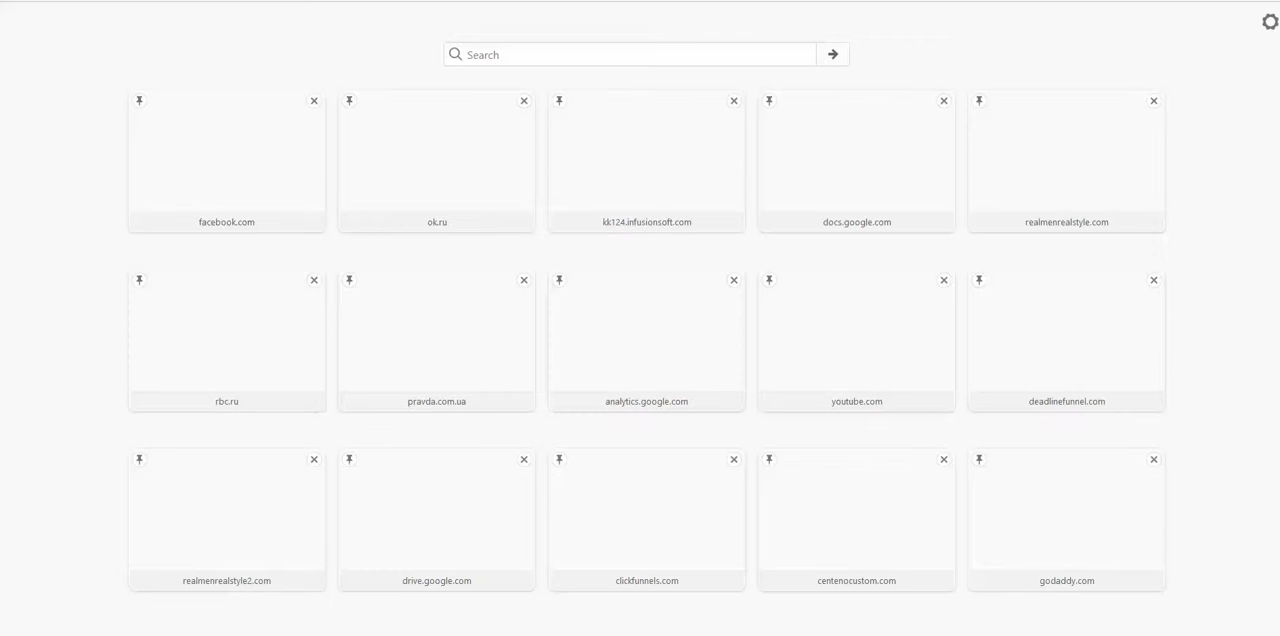 Search
facebook.com
ok.ru
kk124.infusionsoft.com
docs.google.com
realmenrealstyle.com
rbc.ru
pravda.com.ua
analytics.google.com
youtube.com
deadlinefunnel.com
realmenrealstyle2.com
drive.google.com
clickfunnels.com
centenocustom.com
godaddy.com